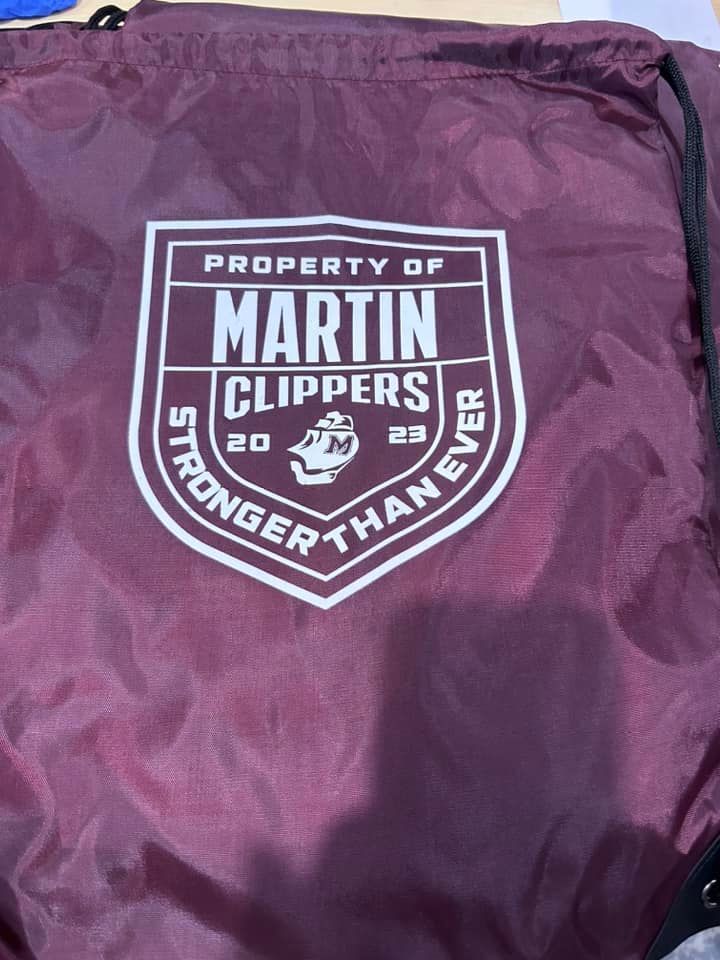 PROPERTY OF
MARTIN
CLIPPERS
20 23
M
STRONGER THAN EVER